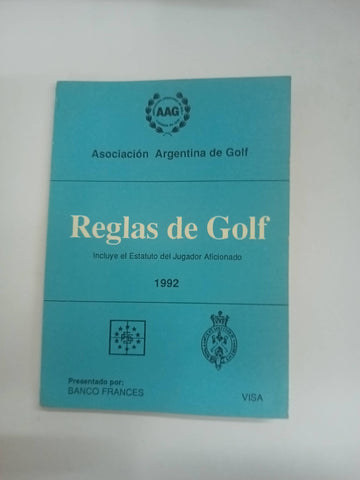 AAG
Asociación Argentina de Golf
Reglas de Golf
Incluye el Estatuto del Jugador Aficionado
1992
Presentado por:
BANCO FRANCES
VISA